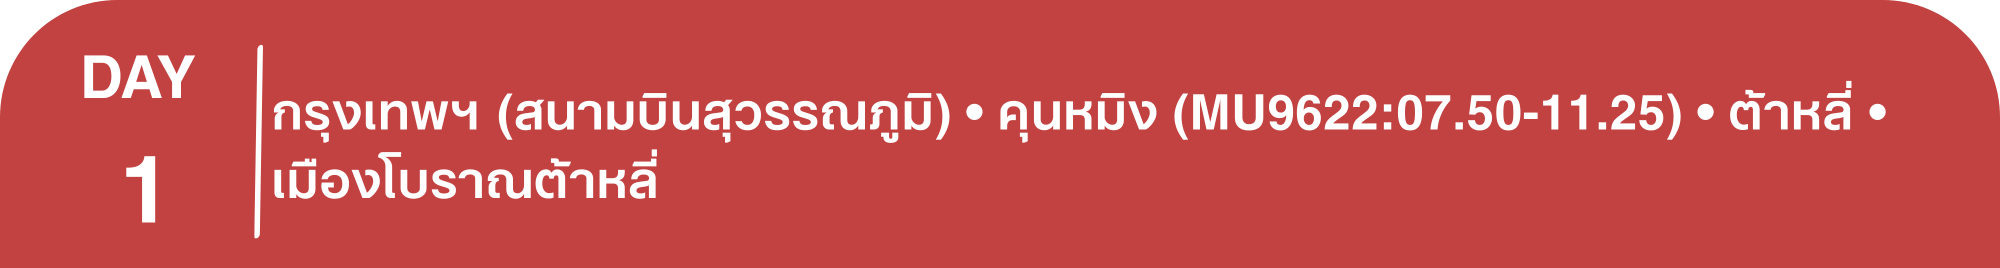 DAY
1
กรุงเทพฯ (สนามบินสุวรรณภูมิ) • คุนหมิง (MU9622:07.50-11.25) • ต้าหลี่ •
เมืองโบราณต้าหลี่